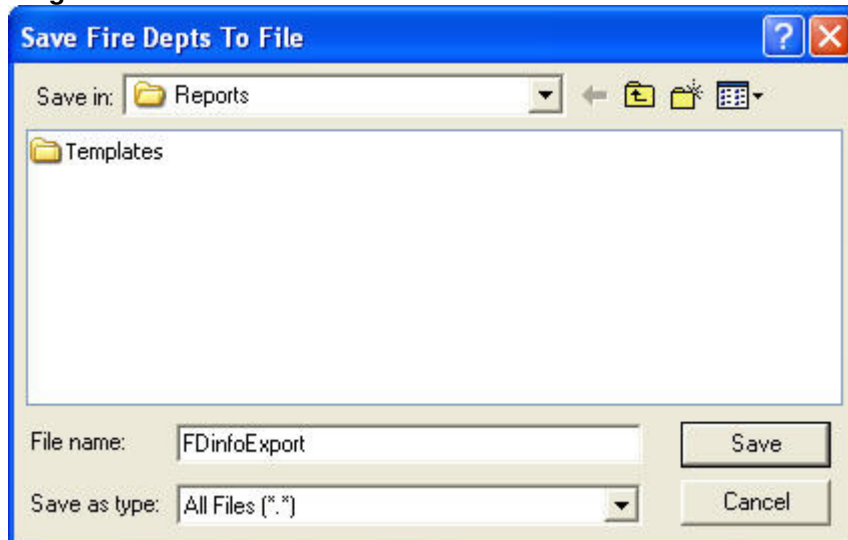 Save Fire Depts To File
Save in: Reports
Templates
File name: FDinfoExport Save
Save as type: All Files (*.*) Cancel